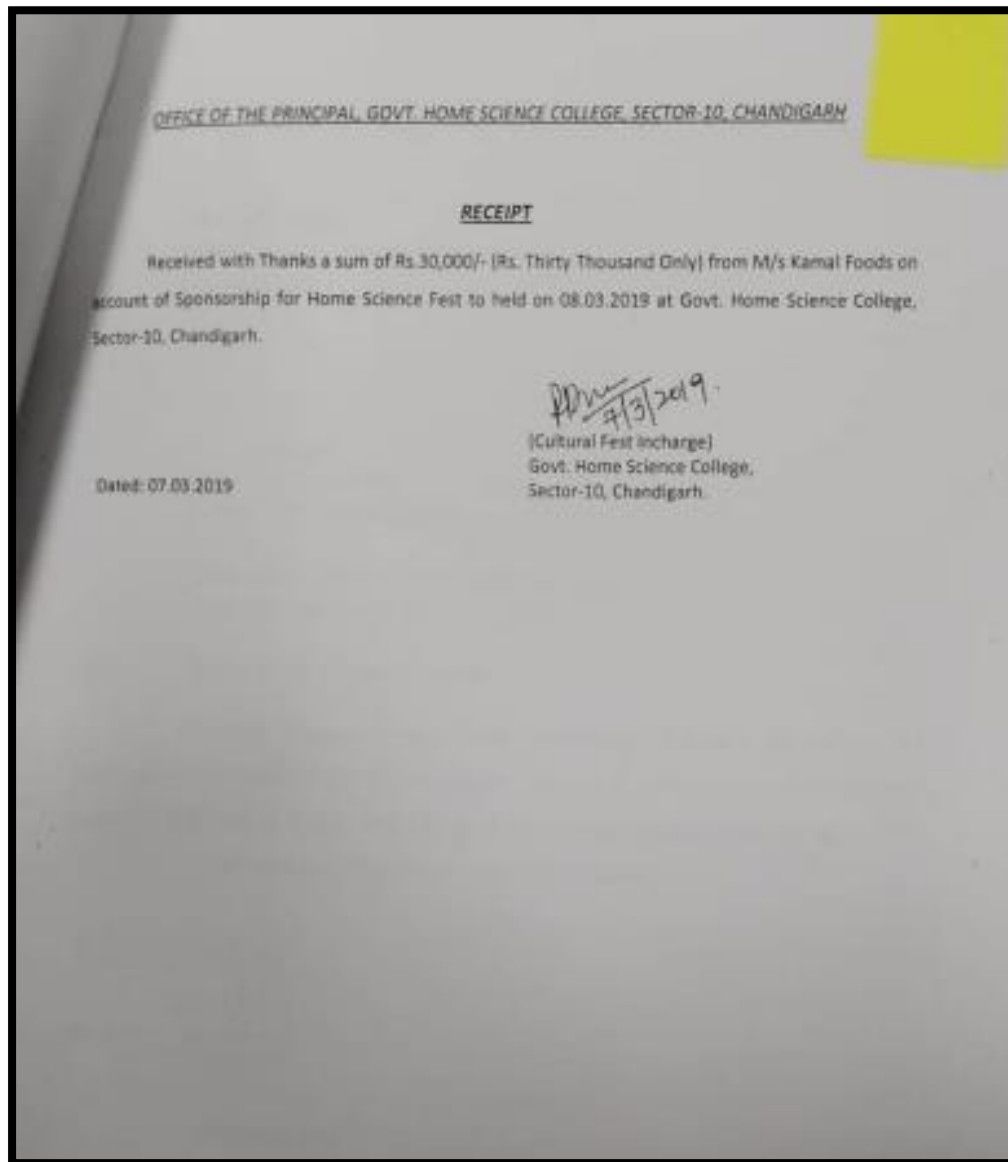 OFFICE OF THE PRINCIPAL, GOVT. HOME SCIENCE COLLEGE, SECTOR-10, CHANDIGARH
RECEIPT
Received with Thanks a sum of Rs.30,000/- (Rs. Thirty Thousand Only) from M/s Kamal Foods on
account of Sponsorship for Home Science Fest to held on 08.03.2019 at Govt. Home Science College,
Sector-10, Chandigarh.
7/3/2019.
(Cultural Fest Incharge)
Govt. Home Science College,
Dated: 07.03.2019
Sector-10, Chandigarh.